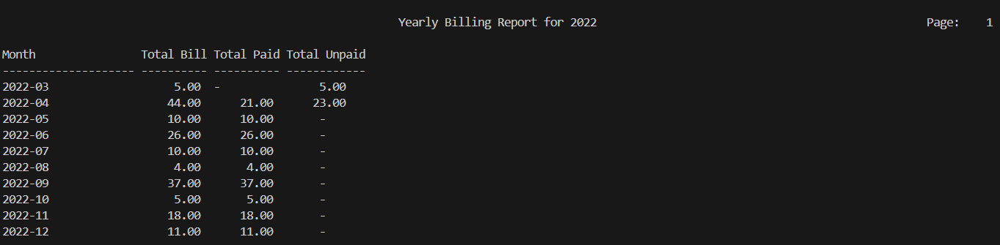 Yearly Billing Report for 2022 Page: 1
Month Total Bill Total Paid Total Unpaid
-------------------- ---------- ---------- ------------
2022-03 5.00 - 5.00
2022-04 44.00 21.00 23.00
2022-05 10.00 10.00 -
2022-06 26.00 26.00 -
2022-07 10.00 10.00 -
2022-08 4.00 4.00 -
2022-09 37.00 37.00 -
2022-10 5.00 5.00 -
2022-11 18.00 18.00 -
2022-12 11.00 11.00 -